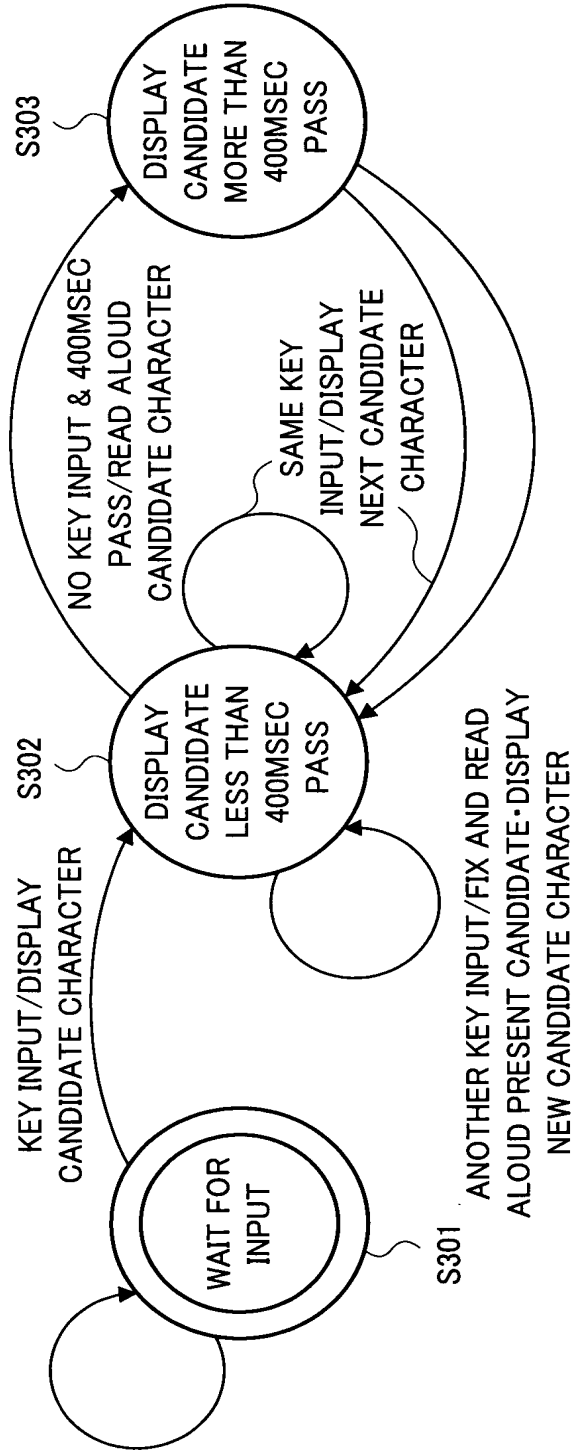 S301
WAIT FOR
INPUT
KEY INPUT/DISPLAY
CANDIDATE CHARACTER
S302
DISPLAY
CANDIDATE
LESS THAN
400MSEC
PASS
NO KEY INPUT & 400MSEC
PASS/READ ALOUD
CANDIDATE CHARACTER
SAME KEY
INPUT/DISPLAY
NEXT CANDIDATE
CHARACTER
S303
DISPLAY
CANDIDATE
MORE THAN
400MSEC
PASS
ANOTHER KEY INPUT/FIX AND READ
ALOUD PRESENT CANDIDATE·DISPLAY
NEW CANDIDATE CHARACTER